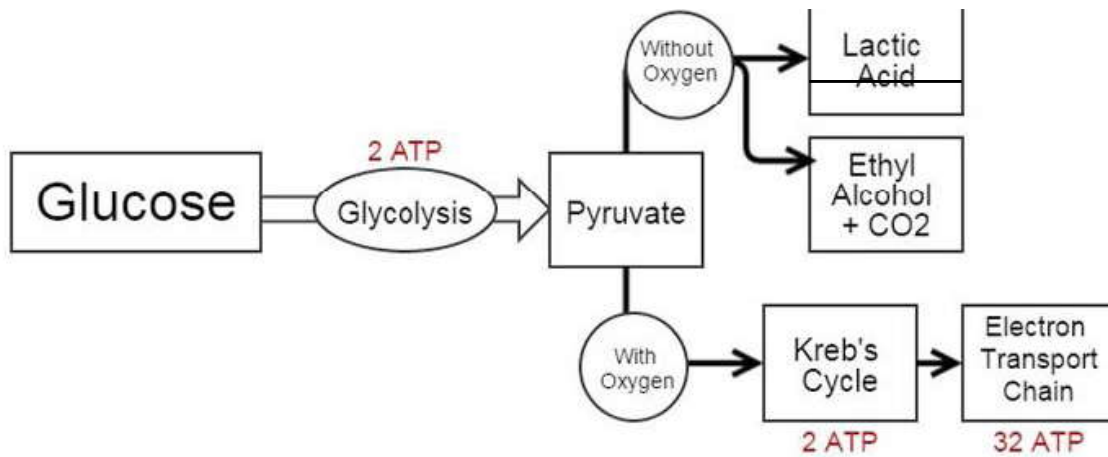 Without
Oxygen
Lactic
Acid
2 ATP
Glucose
Glycolysis
Pyruvate
Ethyl
Alcohol
+ CO2
With
Oxygen
Kreb's
Cycle
Electron
Transport
Chain
2 ATP
32 ATP